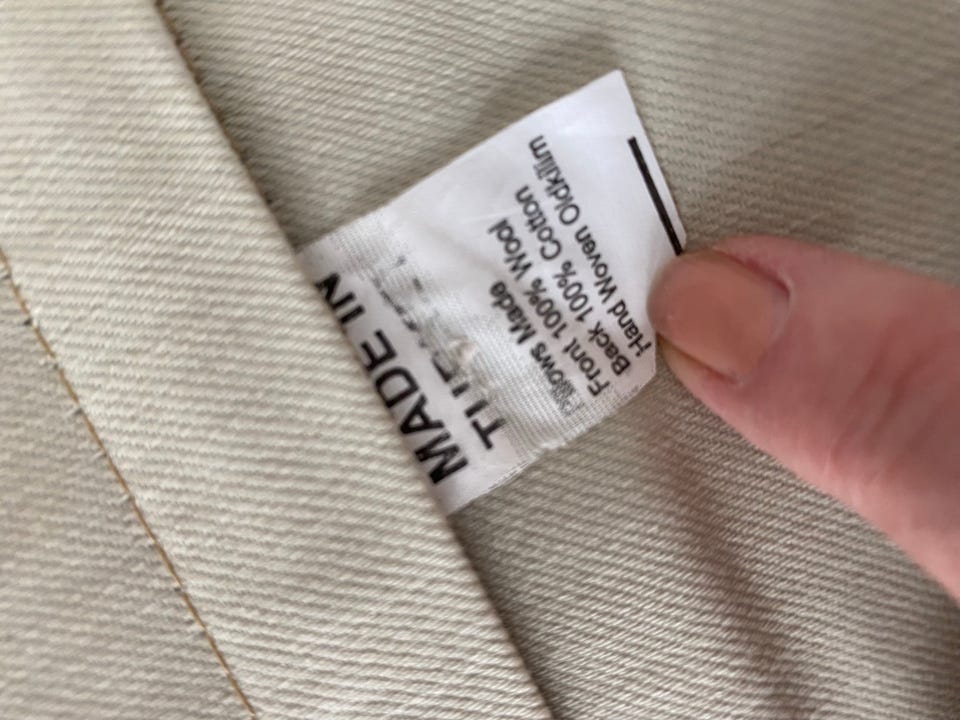 MADE IN
Pillows Made
Front 100% Wool
Back 100% Cotton
Hand Woven Oldkilim